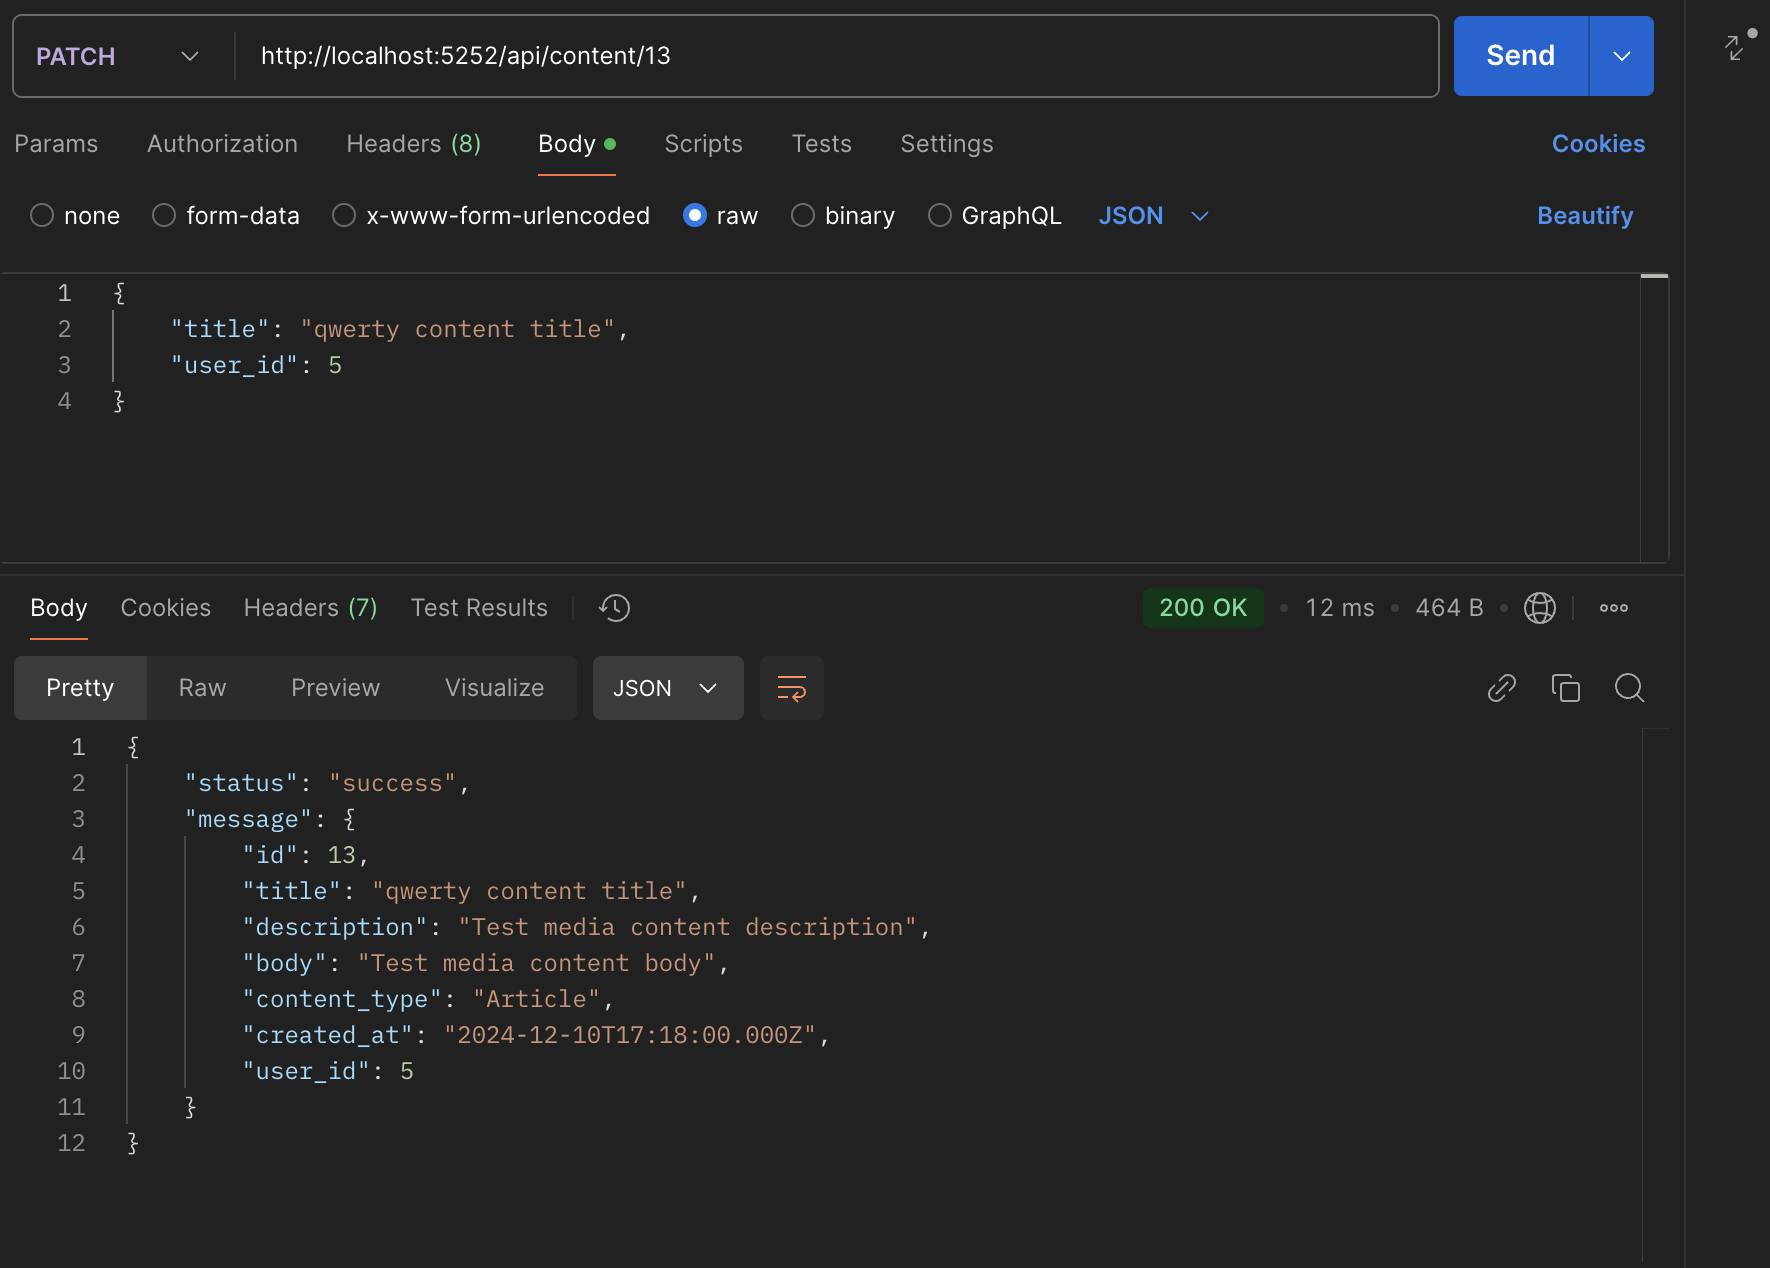 PATCH http://localhost:5252/api/content/13 Send
Params Authorization Headers (8) Body Scripts Tests Settings Cookies
none form-data x-www-form-urlencoded raw binary GraphQL JSON Beautify
1 {
2 "title": "qwerty content title",
3 "user_id": 5
4 }
Body Cookies Headers (7) Test Results 200 OK 12 ms 464 B
Pretty Raw Preview Visualize JSON
1 {
2 "status": "success",
3 "message": {
4 "id": 13,
5 "title": "qwerty content title",
6 "description": "Test media content description",
7 "body": "Test media content body",
8 "content_type": "Article",
9 "created_at": "2024-12-10T17:18:00.000Z",
10 "user_id": 5
11 }
12 }